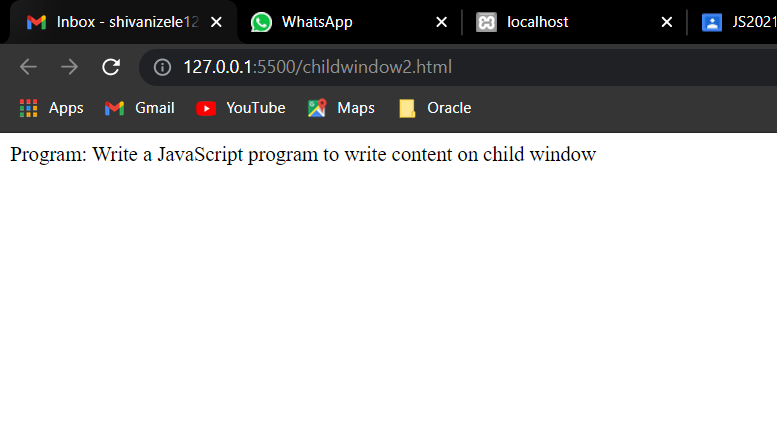 Inbox - shivanizele12
WhatsApp
localhost
JS2021
127.0.0.1:5500/childwindow2.html
Apps
Gmail
YouTube
Maps
Oracle
Program: Write a JavaScript program to write content on child window